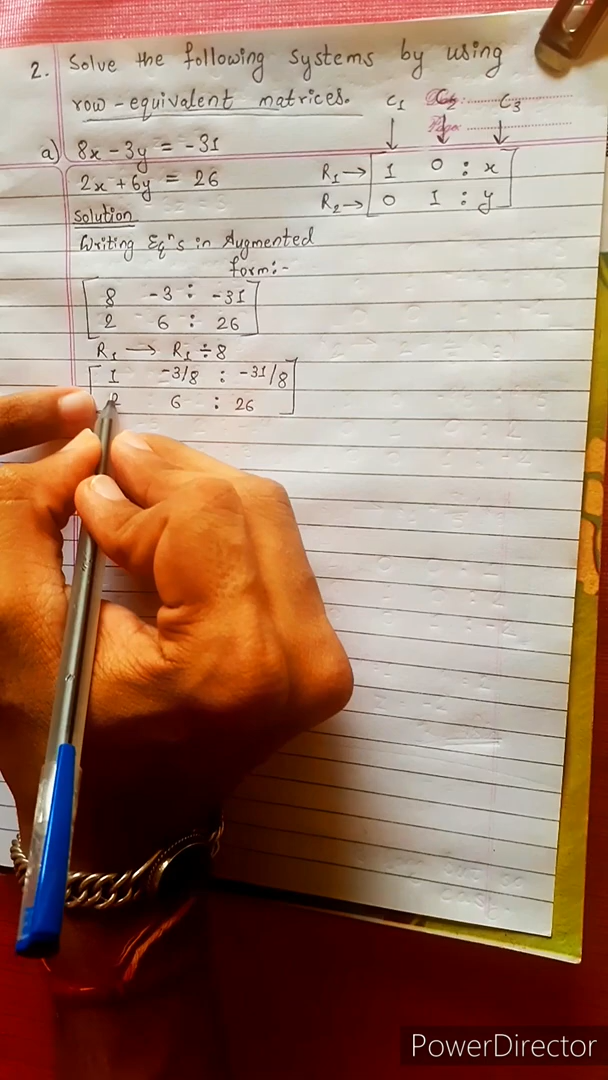 2. Solve the following systems by using
row-equivalent matrices.
C1 C3
a) 8x - 3y = -31
2x + 6y = 26
R1 → 1 0 : x
R2 → 0 1 : y
Solution
Writing Eqⁿs in Augmented
form:-
8 -3 : -31
2 6 : 26
R1 → R1 ÷ 8
1 -3/8 : -31/8
2 6 : 26
PowerDirector